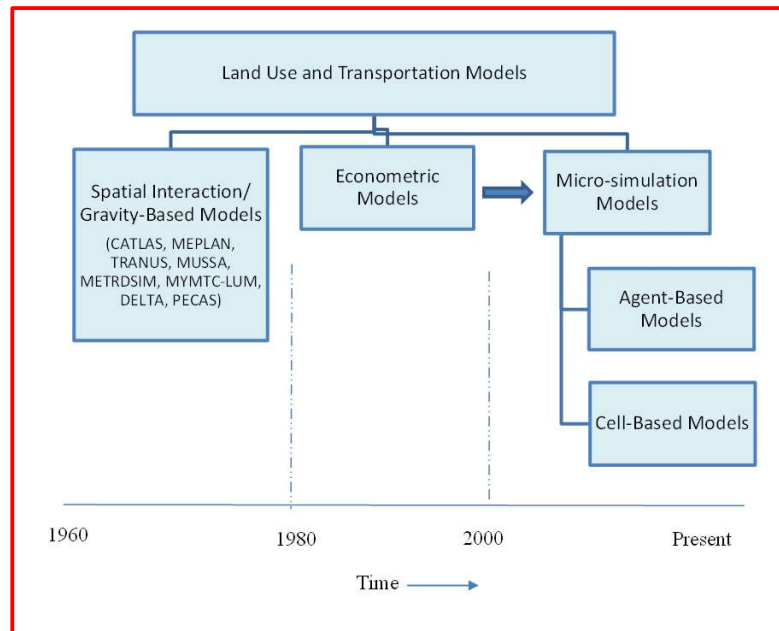 Land Use and Transportation Models
Spatial Interaction/
Gravity-Based Models
(CATLAS, MEPLAN,
TRANUS, MUSSA,
METRDSIM, MYMTC-LUM,
DELTA, PECAS)
Econometric
Models
Micro-simulation
Models
Agent-Based
Models
Cell-Based Models
1960
1980
2000
Present
Time